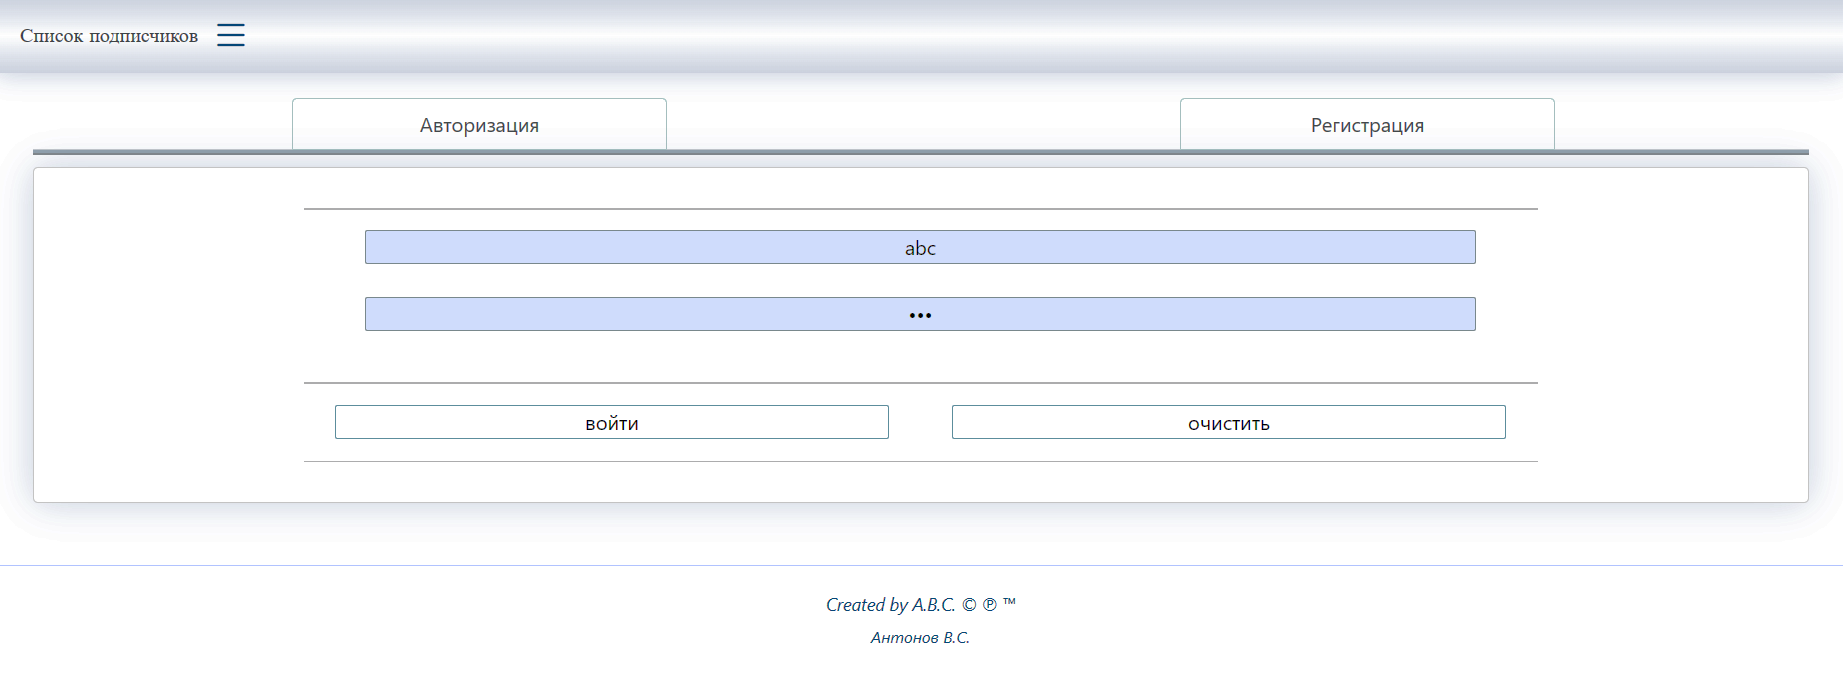 Список подписчиков
Авторизация
Регистрация
abc
•••
войти
очистить
Created by A.B.C. © ℗ ™
Антонов В.С.